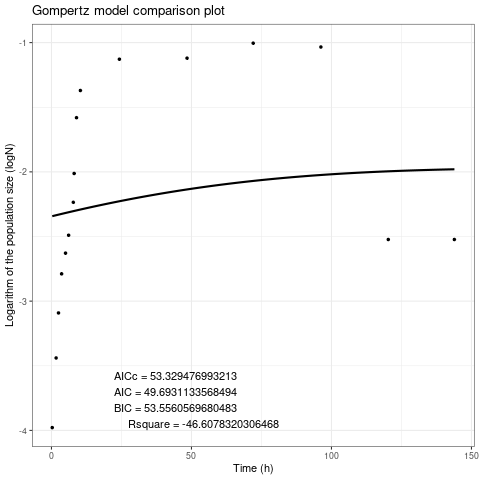 Gompertz model comparison plot
Logarithm of the population size (logN)
-1
-2
-3
-4
AICc = 53.329476993213
AIC = 49.6931133568494
BIC = 53.5560569680483
Rsquare = -46.6078320306468
0
50
100
150
Time (h)